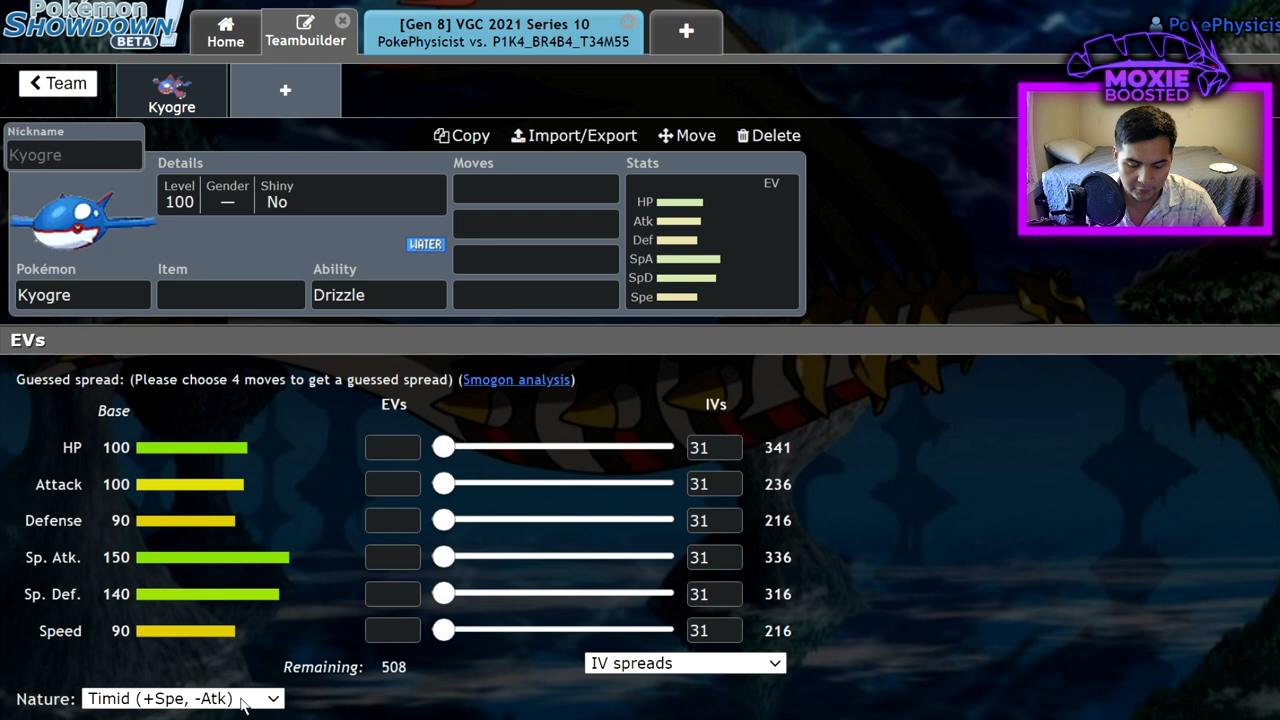 Pokémon
SHOWDOWN!
BETA
Home
Teambuilder
[Gen 8] VGC 2021 Series 10
PokePhysicist vs. P1K4_BR4B4_T34M55
+
PokePhysicis
MOXIE
BOOSTED
Team
Kyogre
+
Nickname
Kyogre
Copy
Import/Export
Move
Delete
Details
Level
100
Gender
—
Shiny
No
WATER
Pokémon
Kyogre
Item
Ability
Drizzle
Moves
Stats
EV
HP
Atk
Def
SpA
SpD
Spe
EVs
Guessed spread: (Please choose 4 moves to get a guessed spread) (Smogon analysis)
Base EVs IVs
HP 100 31 341
Attack 100 31 236
Defense 90 31 216
Sp. Atk. 150 31 336
Sp. Def. 140 31 316
Speed 90 31 216
Remaining: 508
IV spreads
Nature: Timid (+Spe, -Atk)